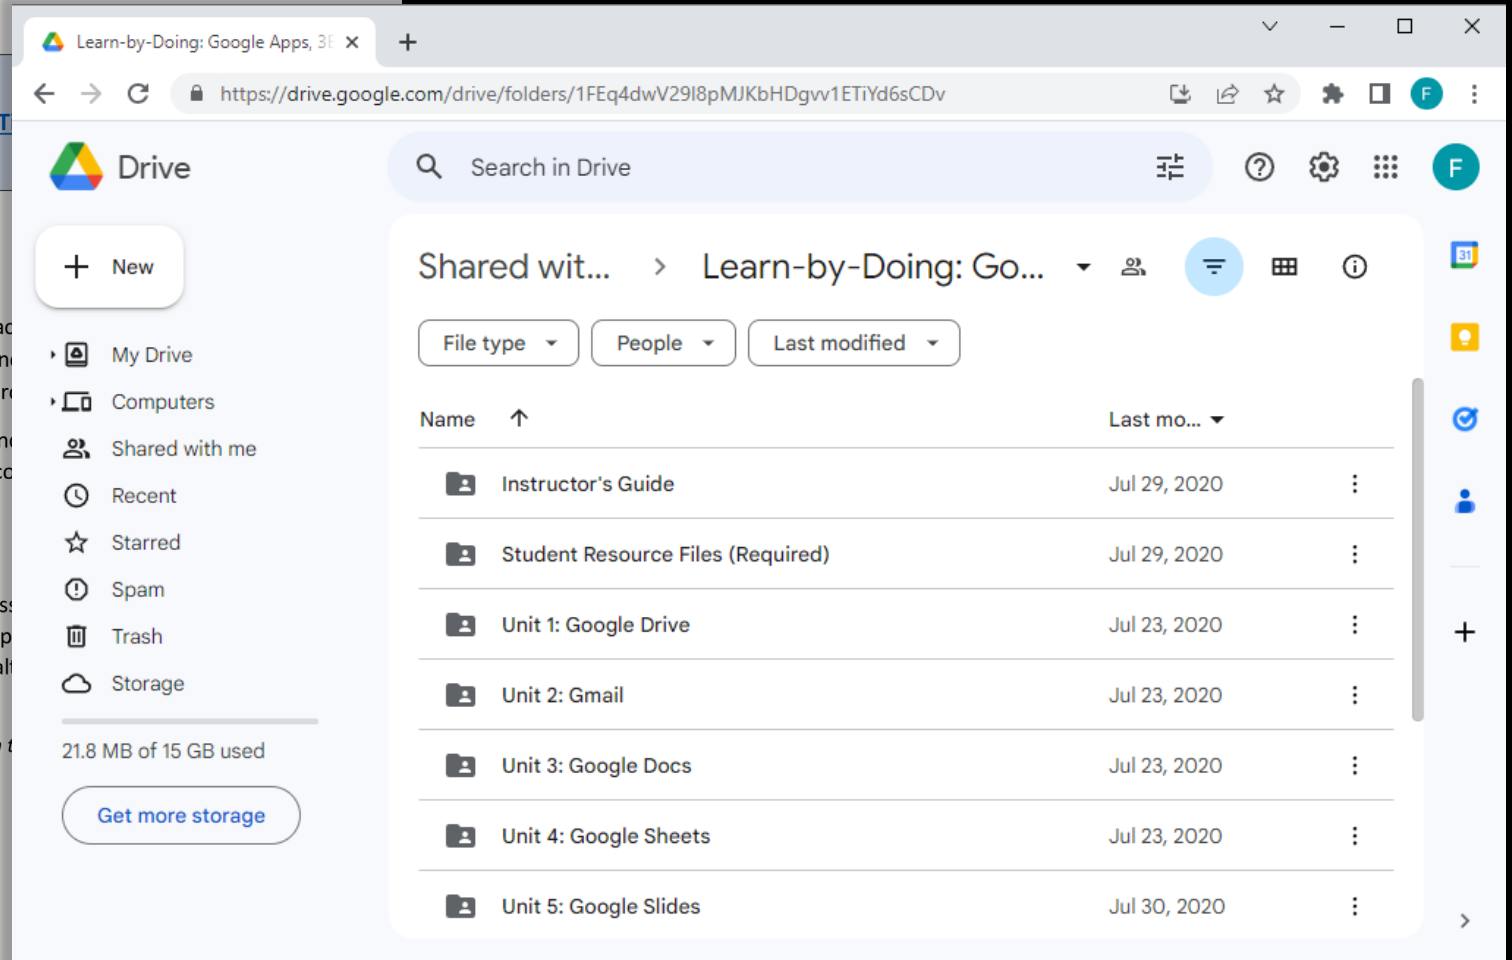 Learn-by-Doing: Google Apps, 3E
https://drive.google.com/drive/folders/1FEq4dwV29I8pMJKbHDgvv1ETiYd6sCDv
F
Drive
Search in Drive
F
New
Shared wit... > Learn-by-Doing: Go...
31
File type
People
Last modified
My Drive
Computers
Shared with me
Recent
Starred
Spam
Trash
Storage
21.8 MB of 15 GB used
Get more storage
Name
Last mo...
Instructor's Guide
Jul 29, 2020
Student Resource Files (Required)
Jul 29, 2020
Unit 1: Google Drive
Jul 23, 2020
Unit 2: Gmail
Jul 23, 2020
Unit 3: Google Docs
Jul 23, 2020
Unit 4: Google Sheets
Jul 23, 2020
Unit 5: Google Slides
Jul 30, 2020